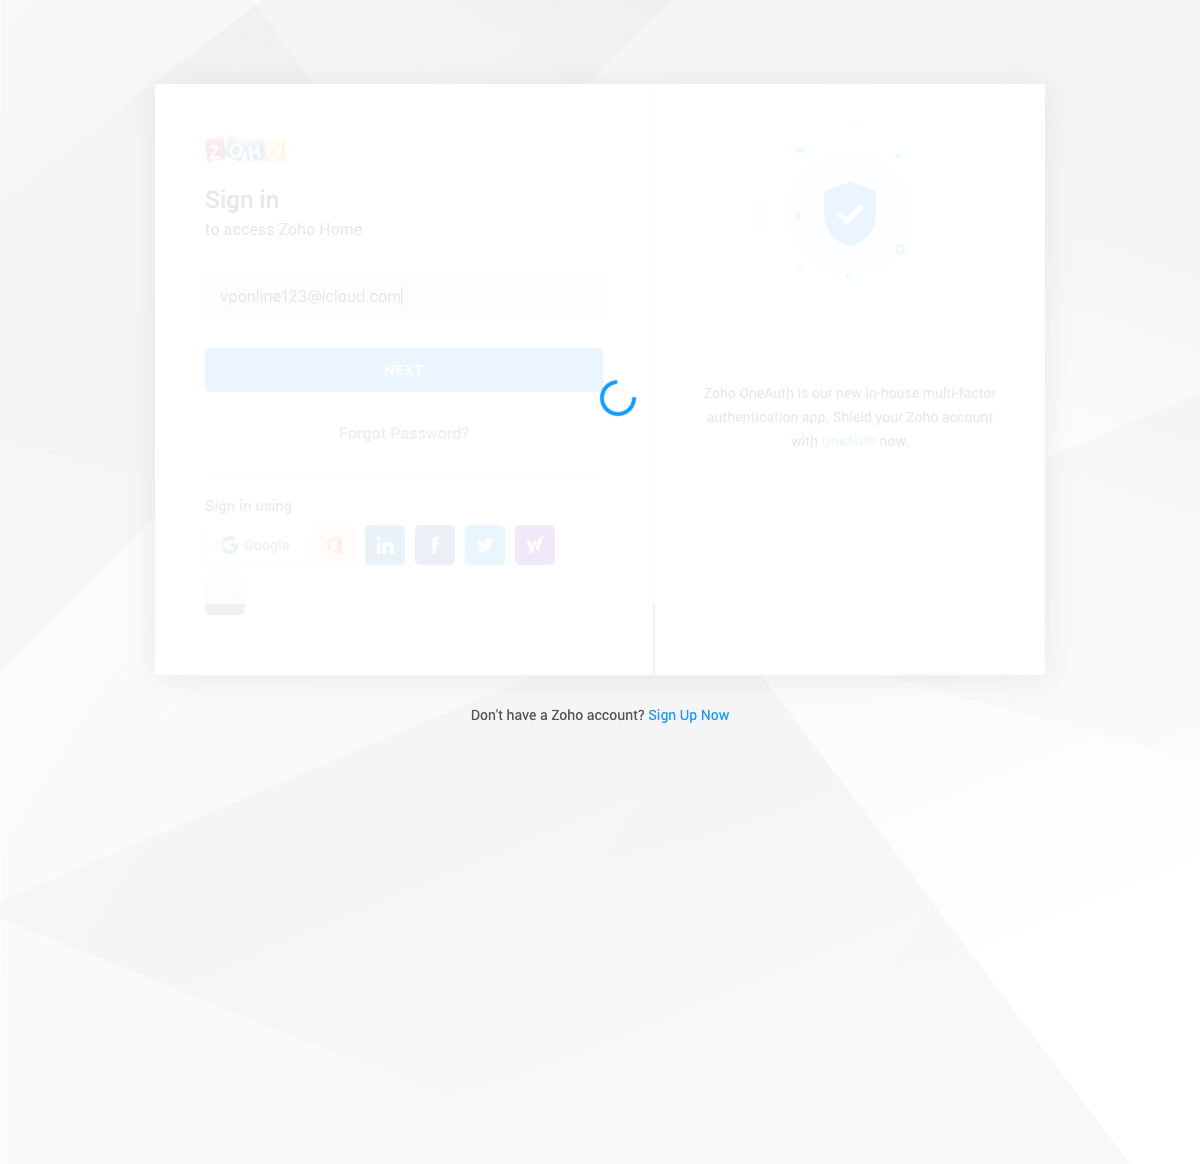 ZOHO
Sign in
to access Zoho Home
vponline123@icloud.com
NEXT
Forgot Password?
Sign in using
Google
in
f
y!
Zoho OneAuth is our new in-house multi-factor
authentication app. Shield your Zoho account
with OneAuth now.
Don't have a Zoho account? Sign Up Now